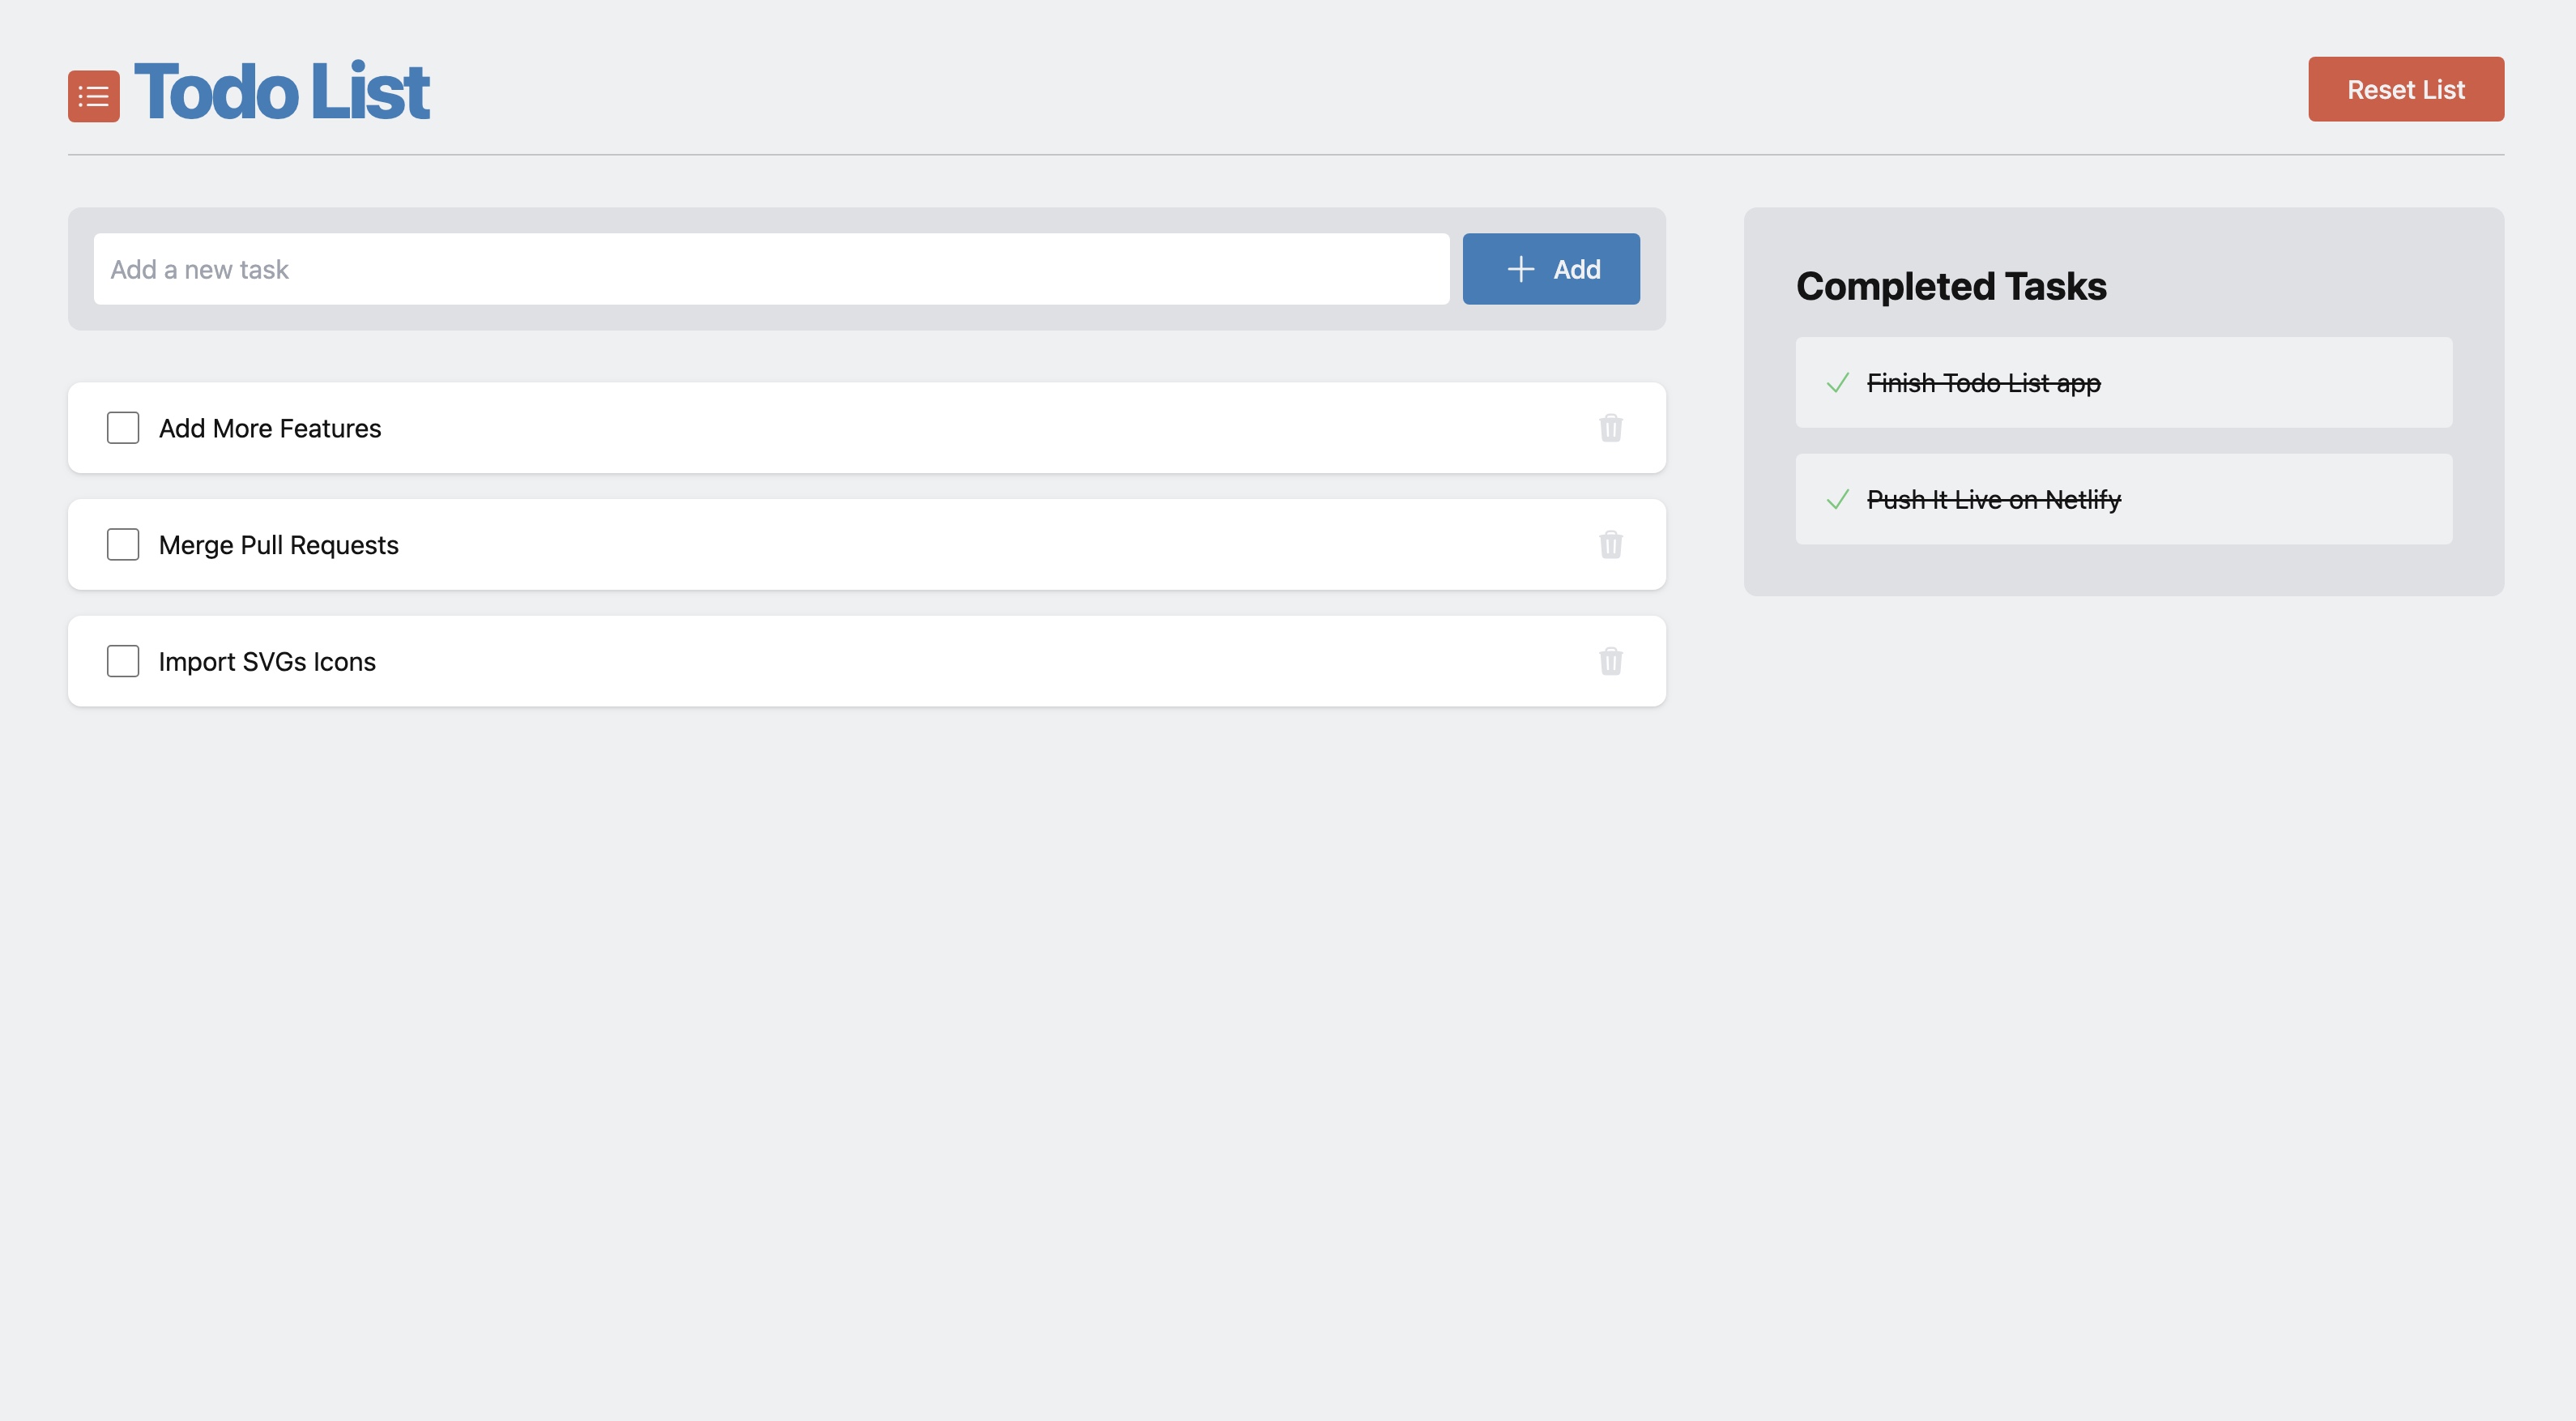 Todo List
Reset List
Add a new task
Add
Add More Features
Merge Pull Requests
Import SVGs Icons
Completed Tasks
Finish Todo List app
Push It Live on Netlify